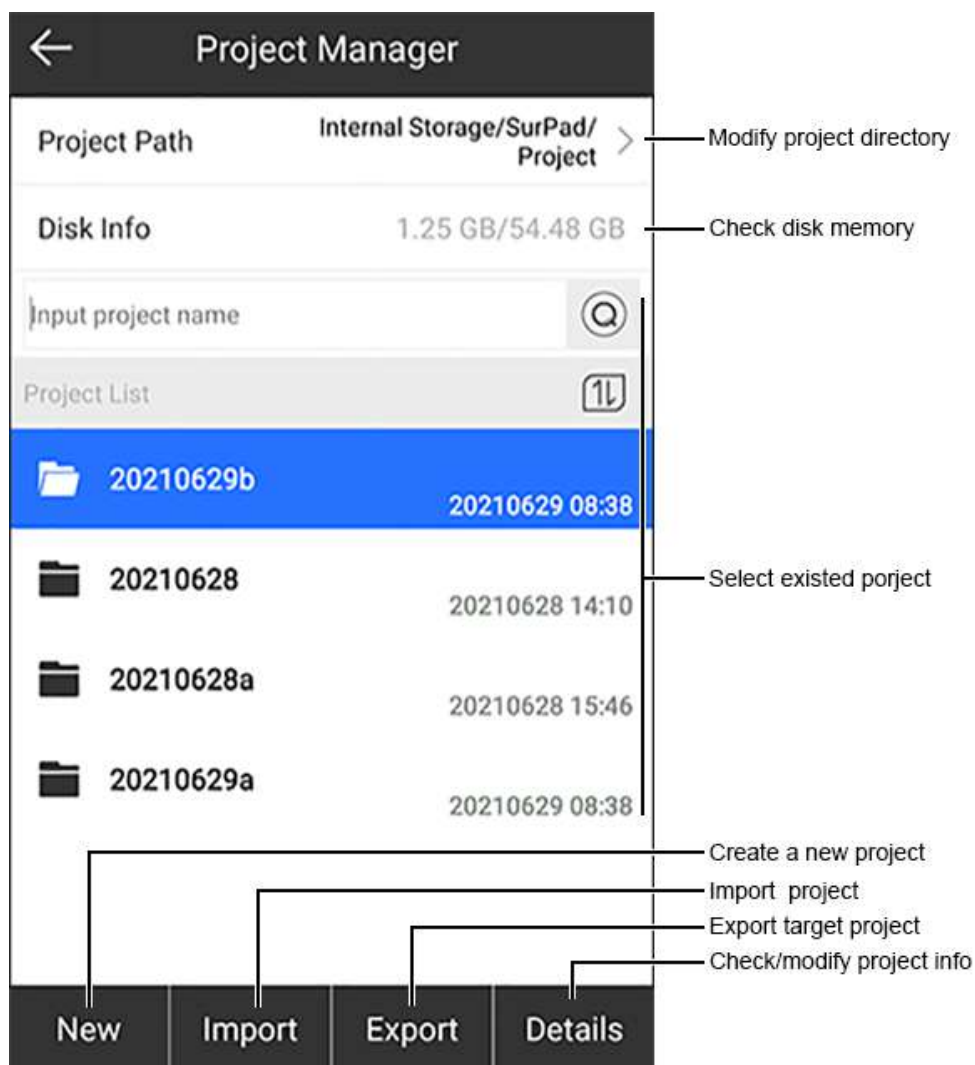 Project Manager
Project Path
Internal Storage/SurPad/
Project
Modify project directory
Disk Info
1.25 GB/54.48 GB
Check disk memory
Input project name
Project List
20210629b
20210629 08:38
20210628
20210628 14:10
Select existed porject
20210628a
20210628 15:46
20210629a
20210629 08:38
Create a new project
Import project
Export target project
Check/modify project info
New
Import
Export
Details